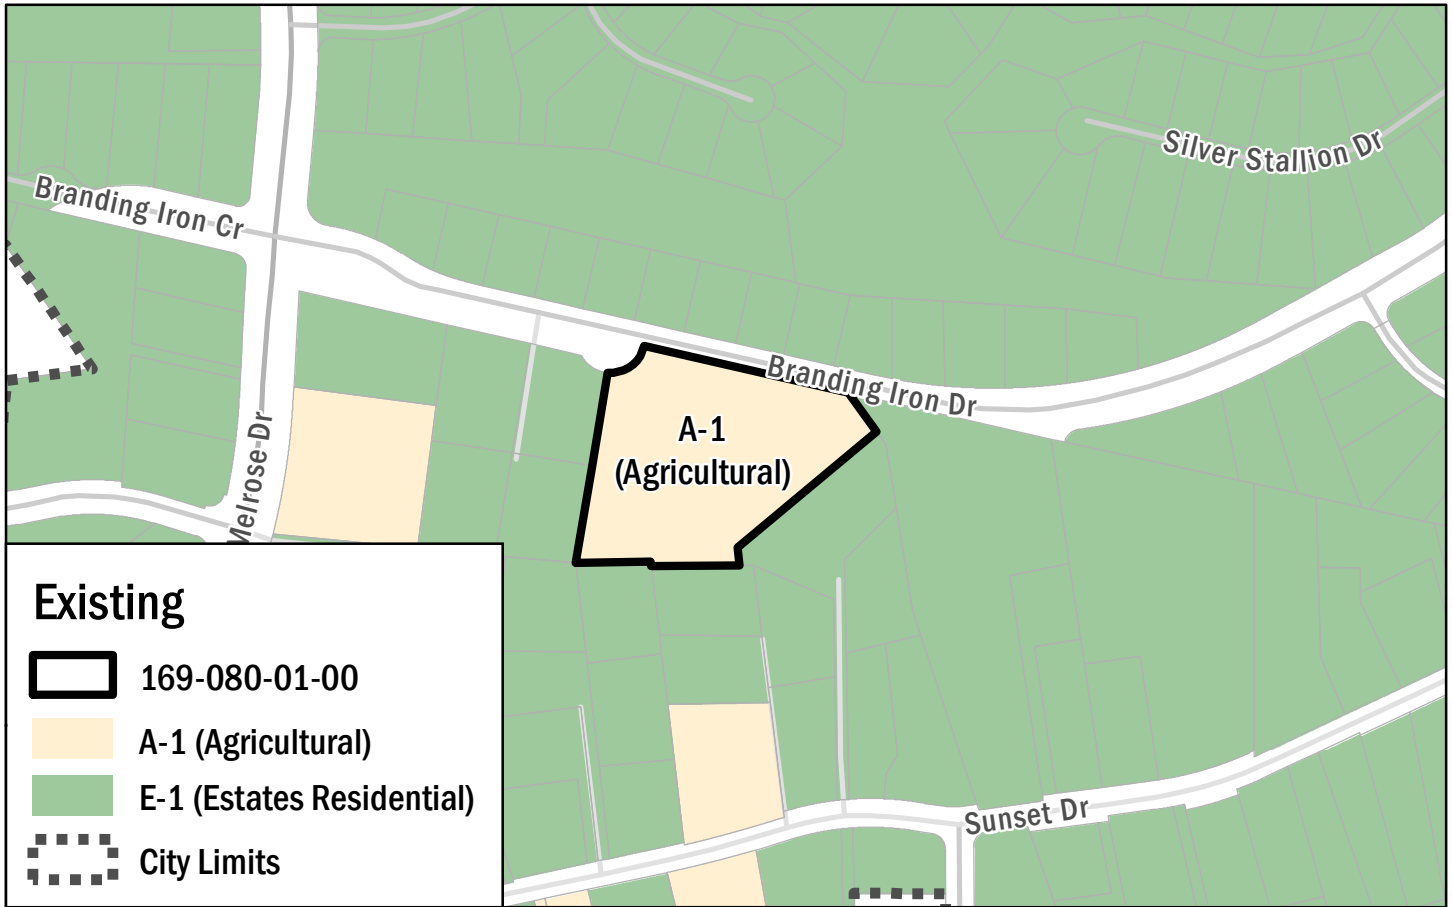 Silver Stallion Dr
Branding Iron Cr
Branding Iron Dr
A-1
(Agricultural)
Melrose Dr
Existing
169-080-01-00
A-1 (Agricultural)
E-1 (Estates Residential)
City Limits
Sunset Dr